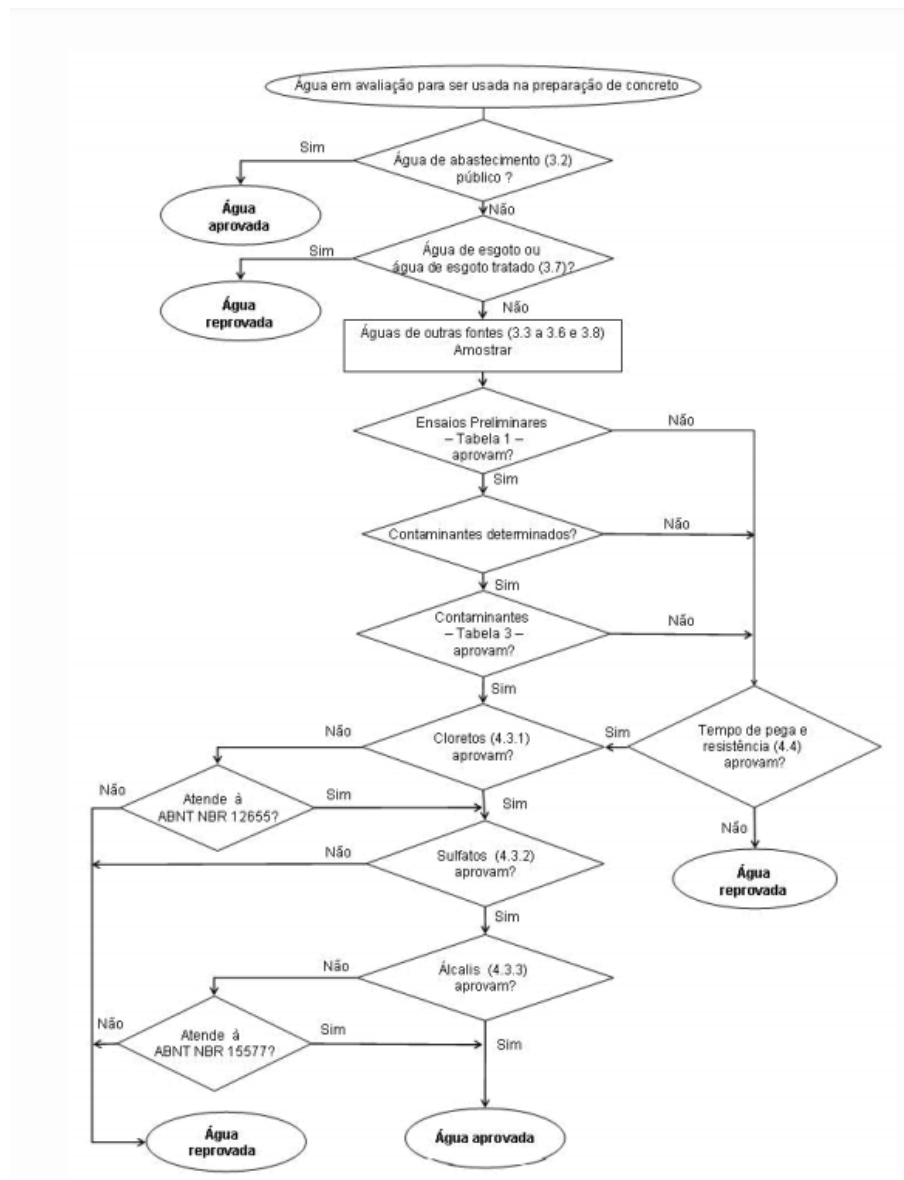 Água em avaliação para ser usada na preparação de concreto
Sim
Água de abastecimento (3.2)
público ?
Água
aprovada
Não
Sim
Água de esgoto ou
água de esgoto tratado (3.7)?
Água
reprovada
Não
Águas de outras fontes (3.3 a 3.6 e 3.8)
Amostrar
Ensaios Preliminares
– Tabela 1 –
aprovam?
Não
Sim
Contaminantes determinados?
Não
Sim
Contaminantes
– Tabela 3 –
aprovam?
Não
Sim
Não
Cloretos (4.3.1)
aprovam?
Sim
Tempo de pega e
resistência (4.4)
aprovam?
Não
Atende à
ABNT NBR 12655?
Sim
Sim
Não
Não
Sulfatos (4.3.2)
aprovam?
Água
reprovada
Sim
Não
Álcalis (4.3.3)
aprovam?
Não
Atende à
ABNT NBR 15577?
Sim
Sim
Água
reprovada
Água aprovada